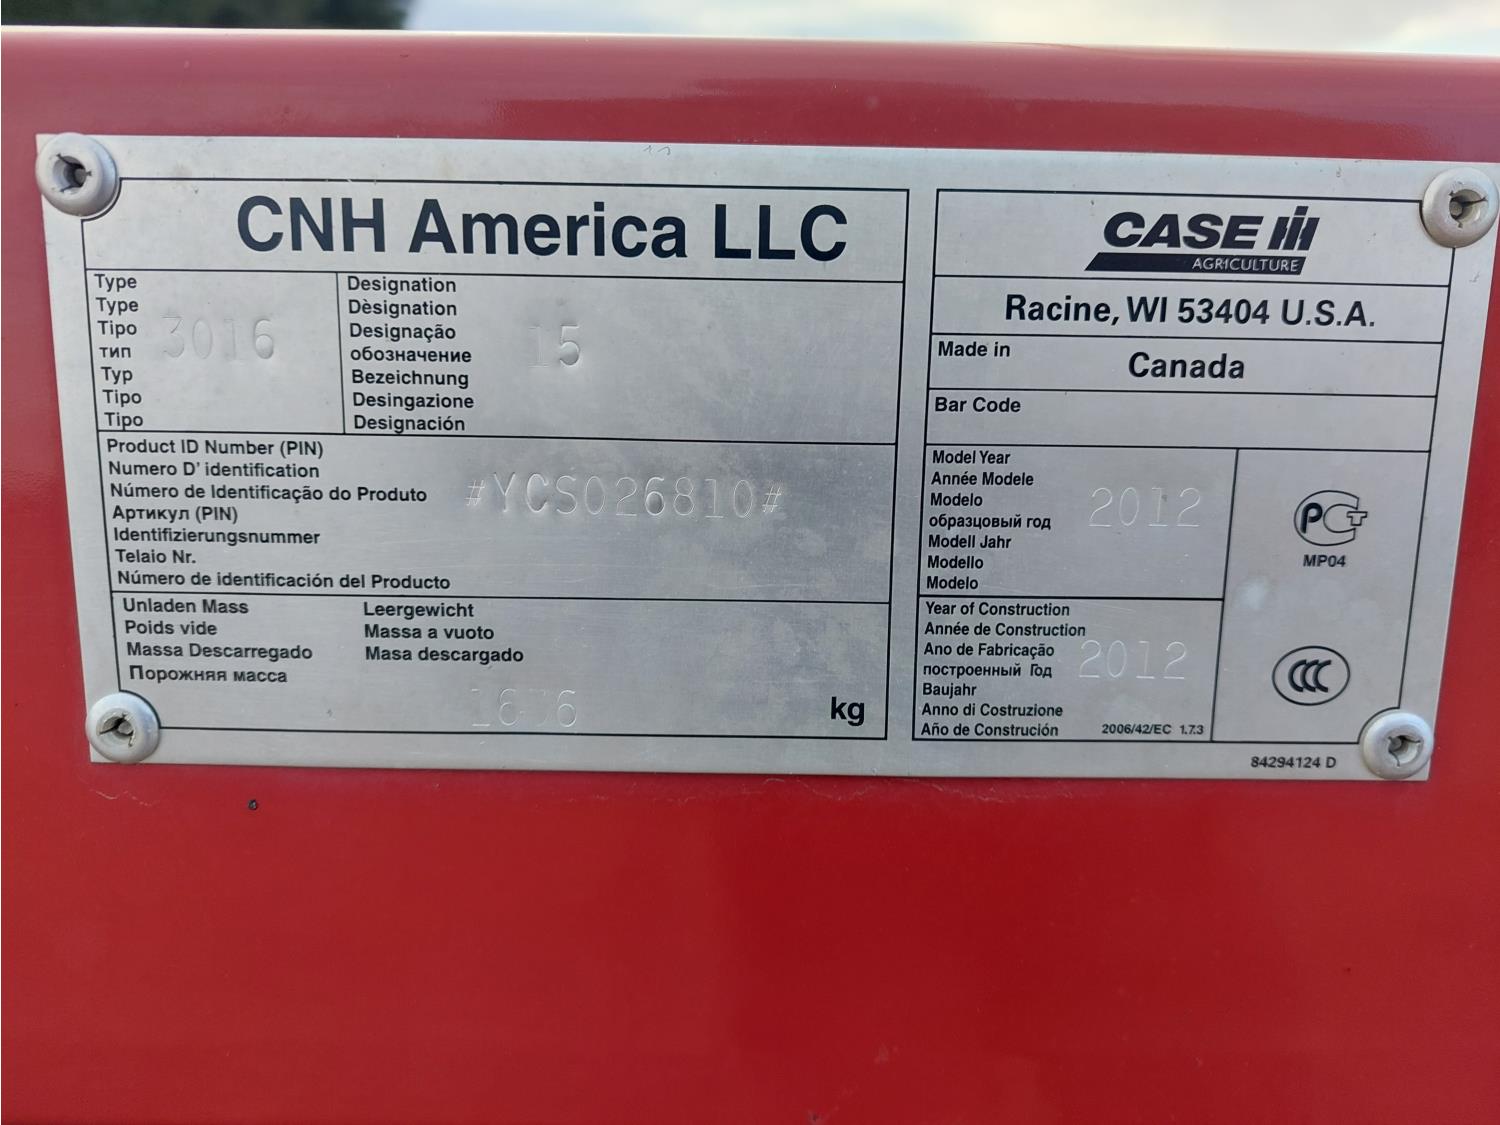 CNH America LLC
Type
Type
Tipo
тип
Typ
Tipo
Tipo
3016
Designation
Dèsignation
Designação
обозначение
Bezeichnung
Desingazione
Designación
15
Product ID Number (PIN)
Numero D' identification
Número de Identificação do Produto
Артикул (PIN)
Identifizierungsnummer
Telaio Nr.
Número de identificación del Producto
#YCS026810#
Unladen Mass
Poids vide
Massa Descarregado
Порожняя масса
Leergewicht
Massa a vuoto
Masa descargado
kg
CASE IH
AGRICULTURE
Racine, WI 53404 U.S.A.
Made in
Canada
Bar Code
Model Year
Année Modele
Modelo
образцовый год
Modell Jahr
Modello
Modelo
2012
Year of Construction
Année de Construction
Ano de Fabricação
построенный Год
Baujahr
Anno di Costruzione
Año de Construción
2012
2006/42/EC 1.7.3
PCT
MP04
CCC
84294124 D